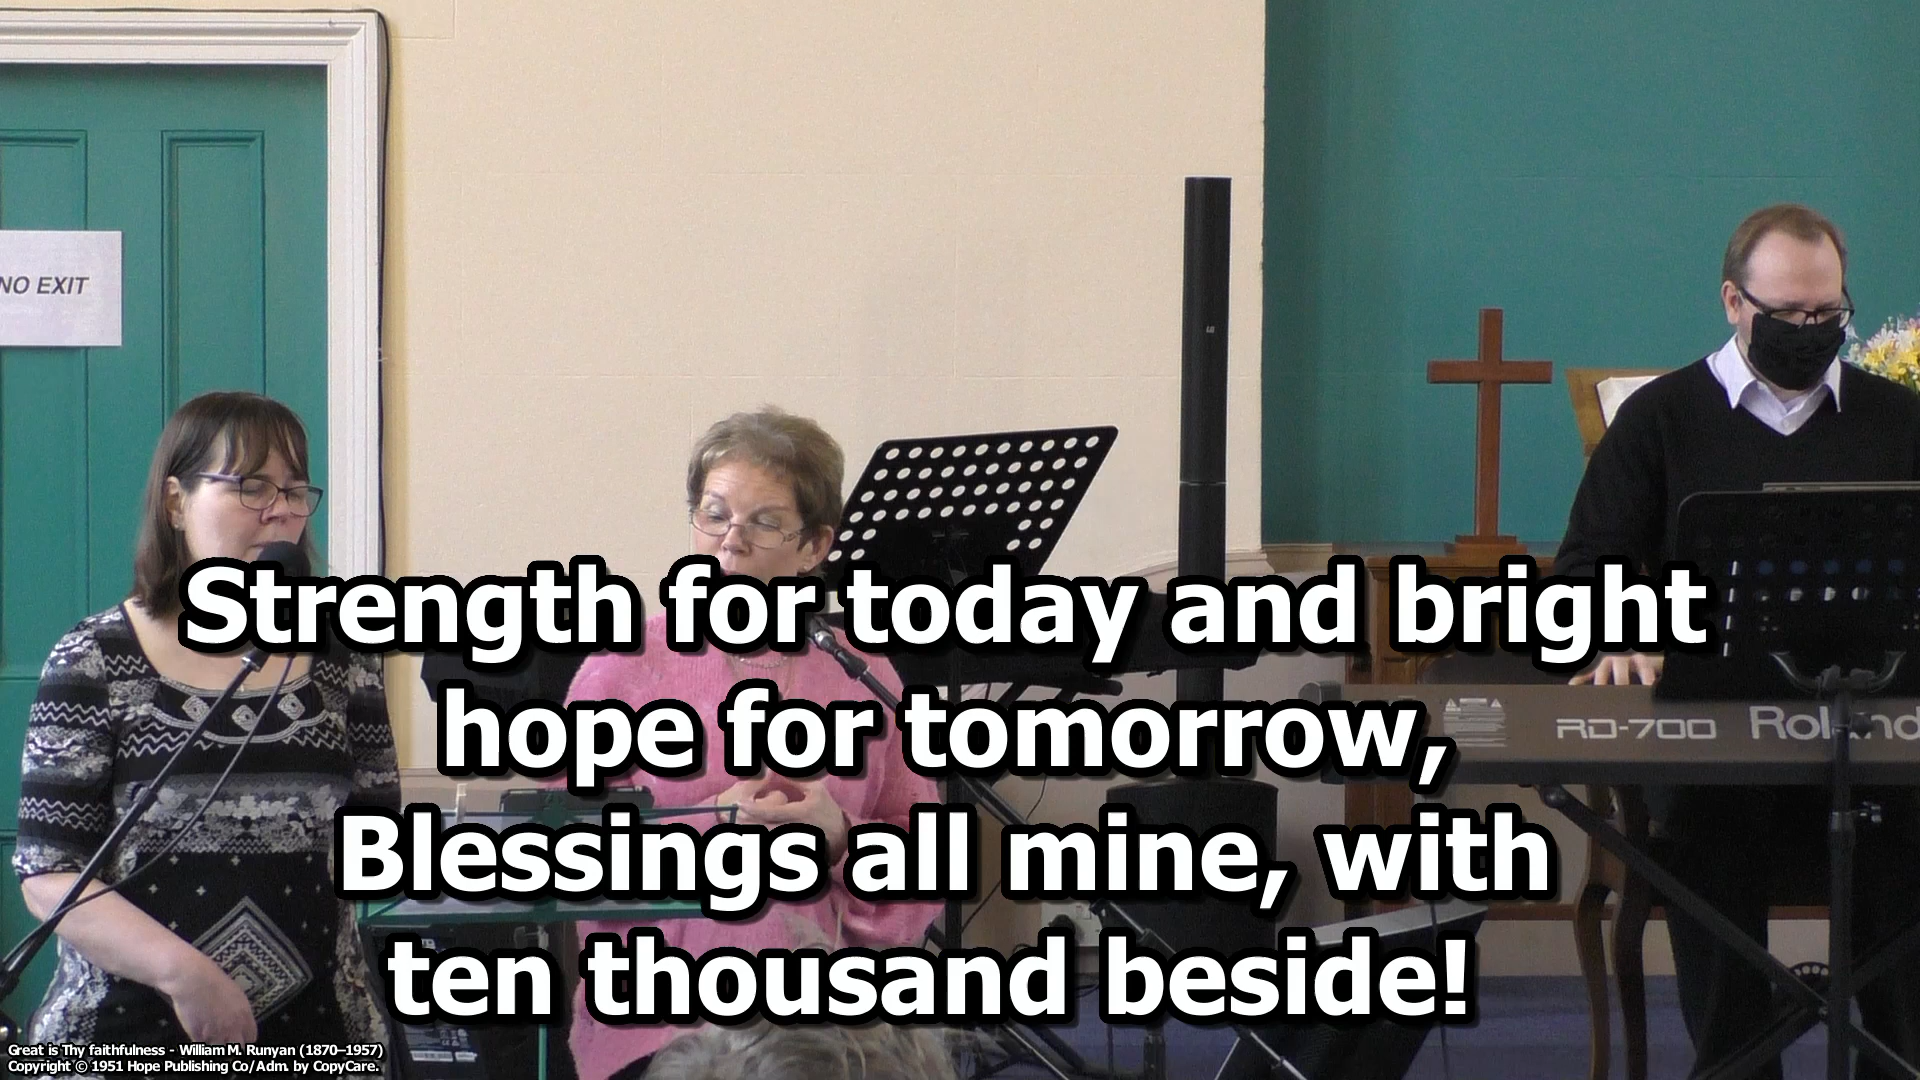 NO EXIT
RD-700 Roland
Strength for today and bright
hope for tomorrow,
Blessings all mine, with
ten thousand beside!
Great is Thy faithfulness - William M. Runyan (1870–1957)
Copyright © 1951 Hope Publishing Co/Adm. by CopyCare.